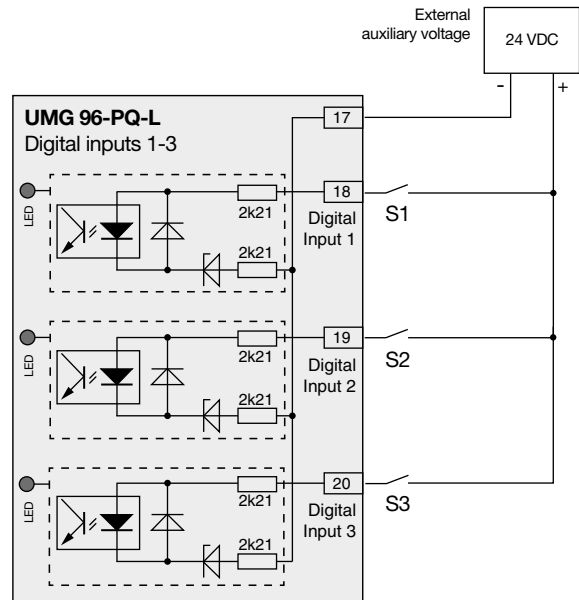 External
auxiliary voltage
24 VDC
- +
UMG 96-PQ-L
Digital inputs 1-3
17
LED
2k21
18
S1
Digital
Input 1
2k21
LED
2k21
19
S2
Digital
Input 2
2k21
LED
2k21
20
S3
Digital
Input 3
2k21